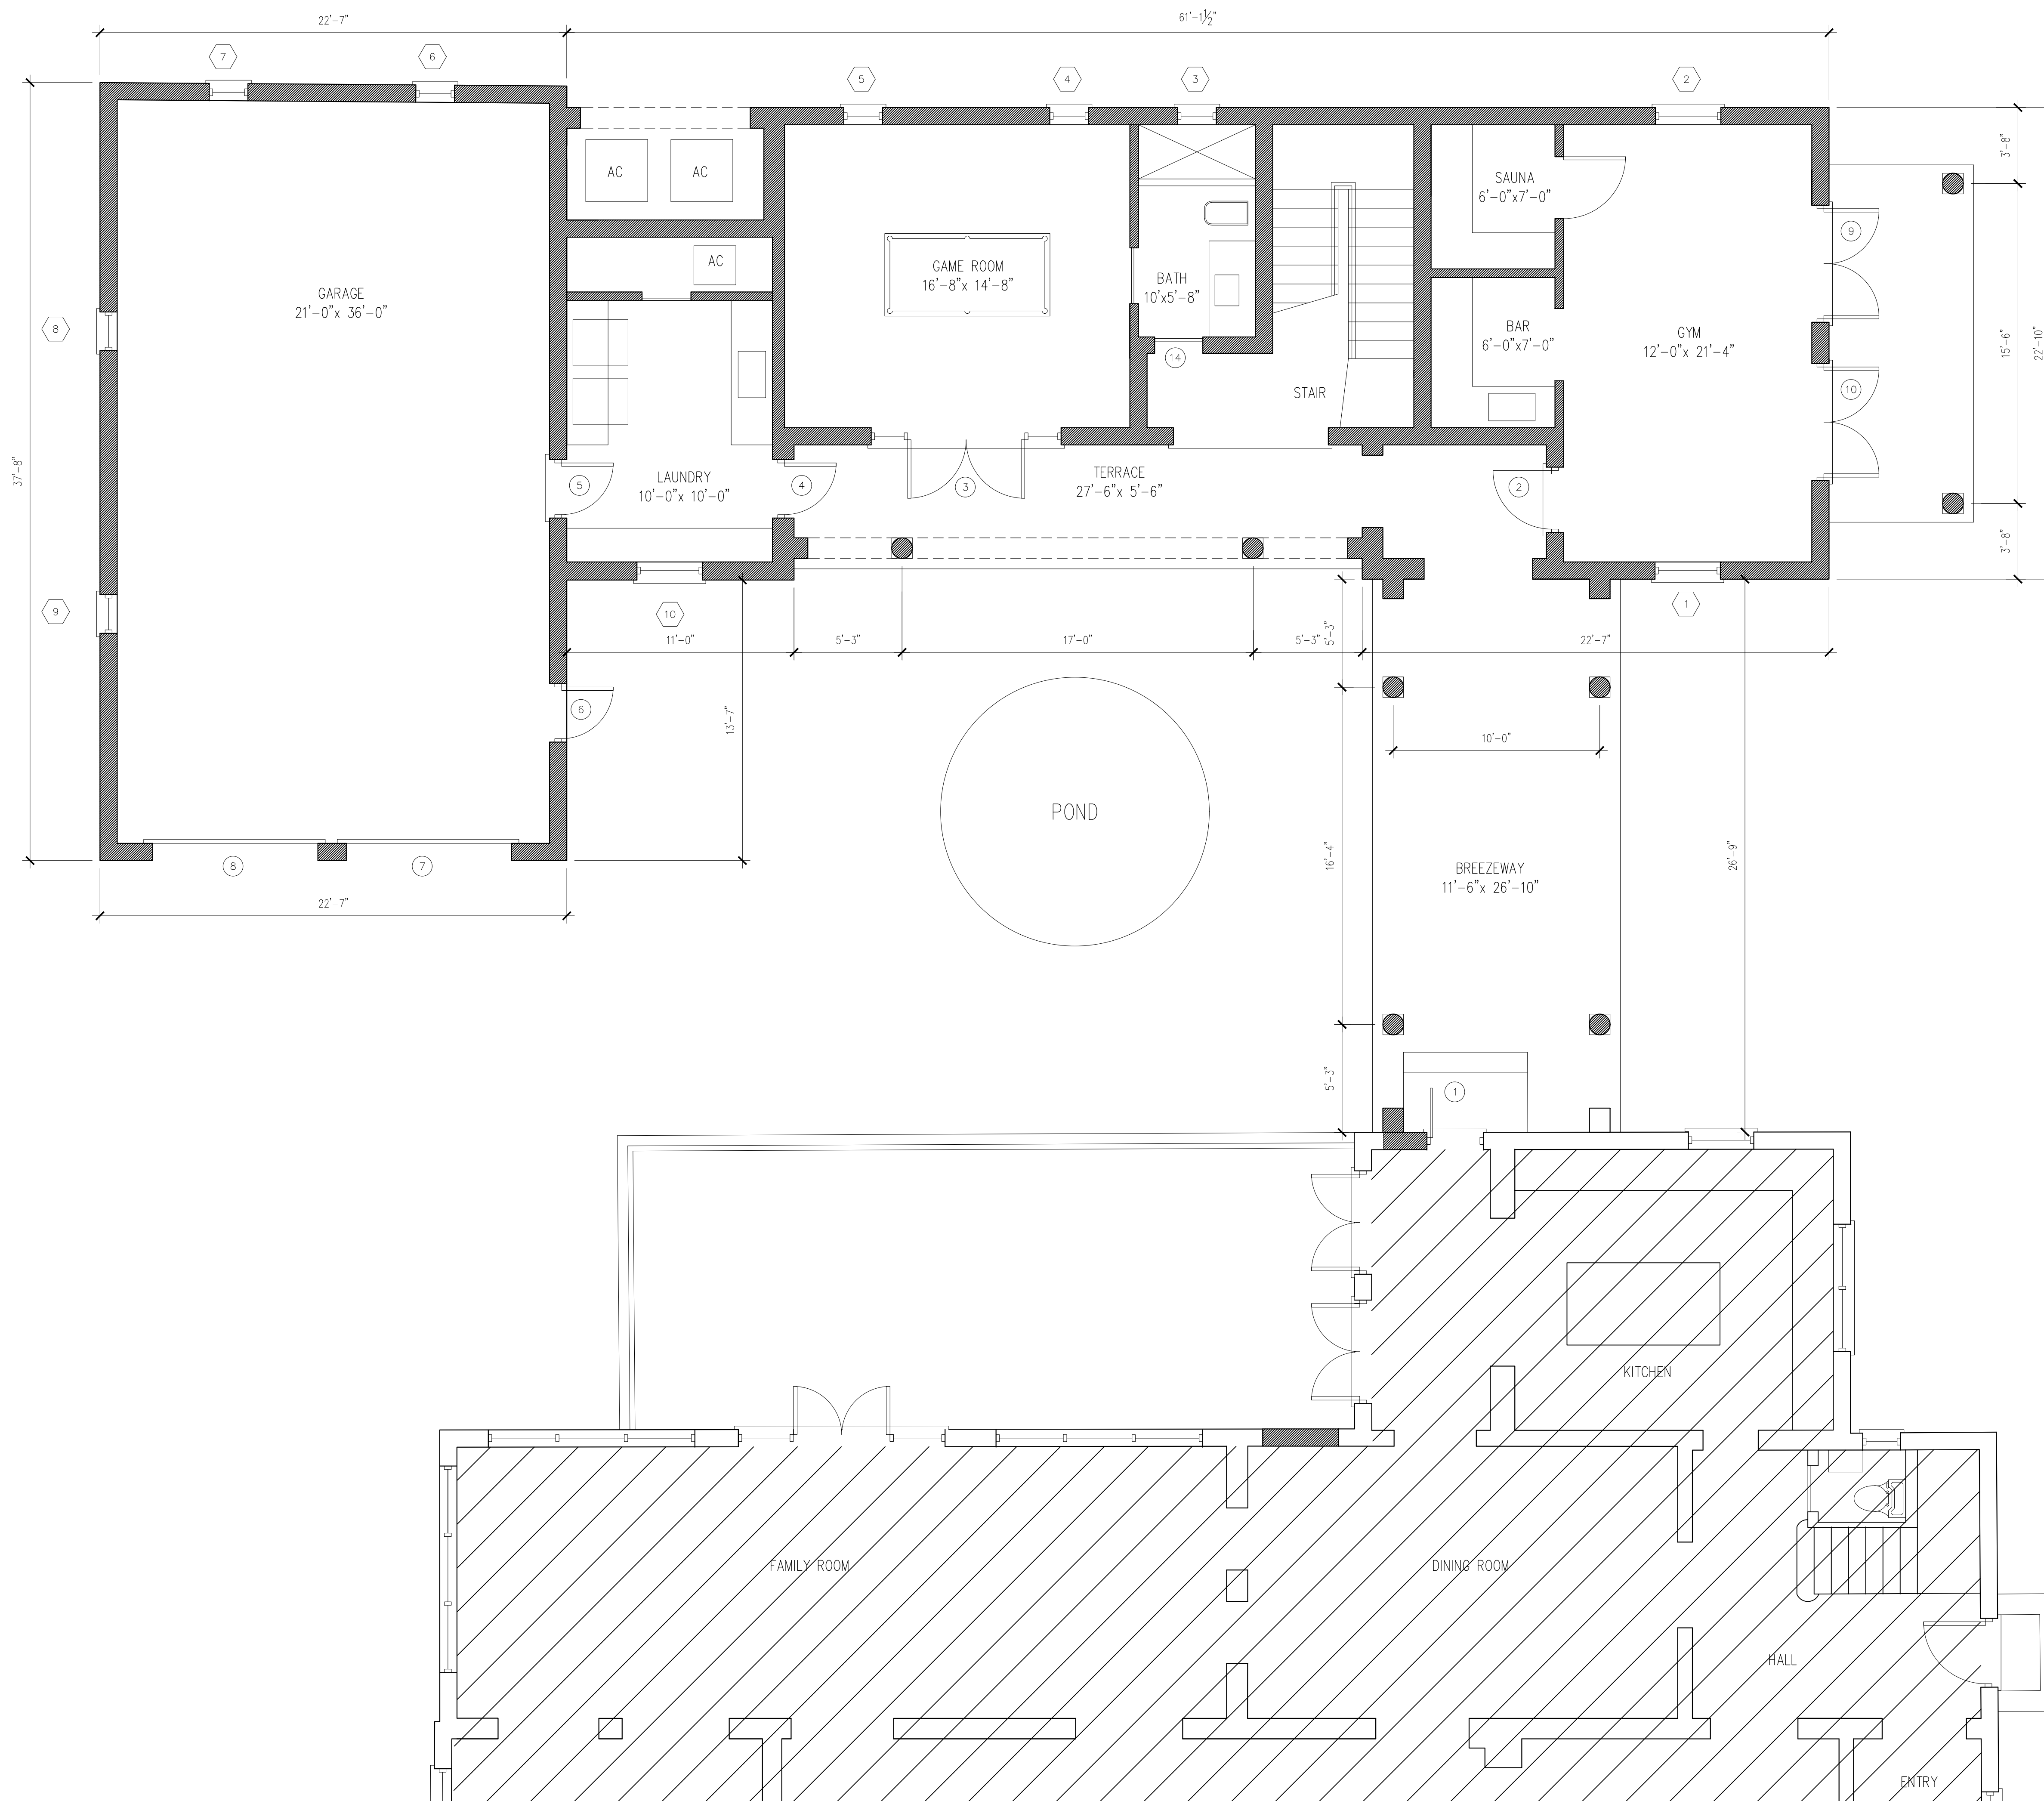 22'-7"
61'-1½"
7
6
5
4
3
2
3'-8"
AC
AC
SAUNA
6'-0"x7'-0"
9
GARAGE
21'-0"x 36'-0"
AC
GAME ROOM
16'-8"x 14'-8"
BATH
10'x5'-8"
8
14
BAR
6'-0"x7'-0"
GYM
12'-0"x 21'-4"
15'-6"
22'-10"
10
STAIR
37'-8"
5
LAUNDRY
10'-0"x 10'-0"
4
3
TERRACE
27'-6"x 5'-6"
2
3'-8"
9
10
1
11'-0"
5'-3"
17'-0"
5'-3"
5'-3"
22'-7"
6
13'-7"
10'-0"
POND
8
7
16'-4"
BREEZEWAY
11'-6"x 26'-10"
26'-9"
22'-7"
5'-3"
1
KITCHEN
FAMILY ROOM
DINING ROOM
HALL
ENTRY